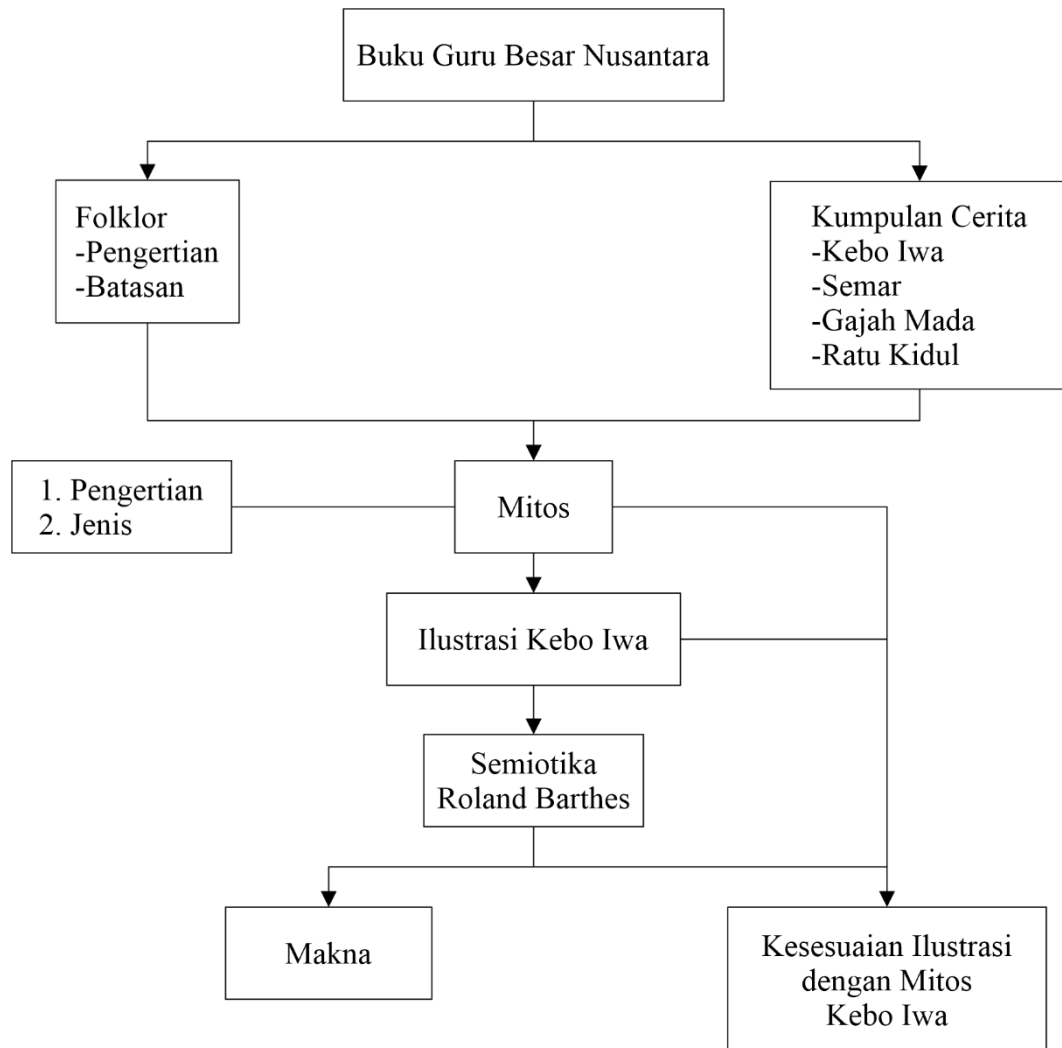 Buku Guru Besar Nusantara
Folklor
-Pengertian
-Batasan
Kumpulan Cerita
-Kebo Iwa
-Semar
-Gajah Mada
-Ratu Kidul
1. Pengertian
2. Jenis
Mitos
Ilustrasi Kebo Iwa
Semiotika
Roland Barthes
Makna
Kesesuaian Ilustrasi
dengan Mitos
Kebo Iwa